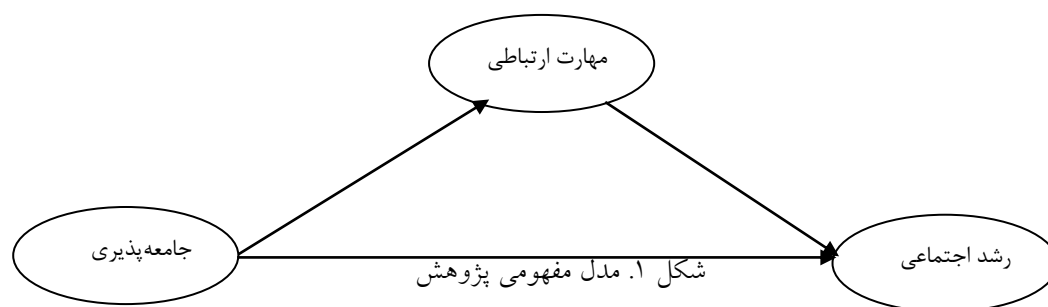 مهارت ارتباطی
جامعه‌پذیری
رشد اجتماعی
شکل ۱. مدل مفهومی پژوهش